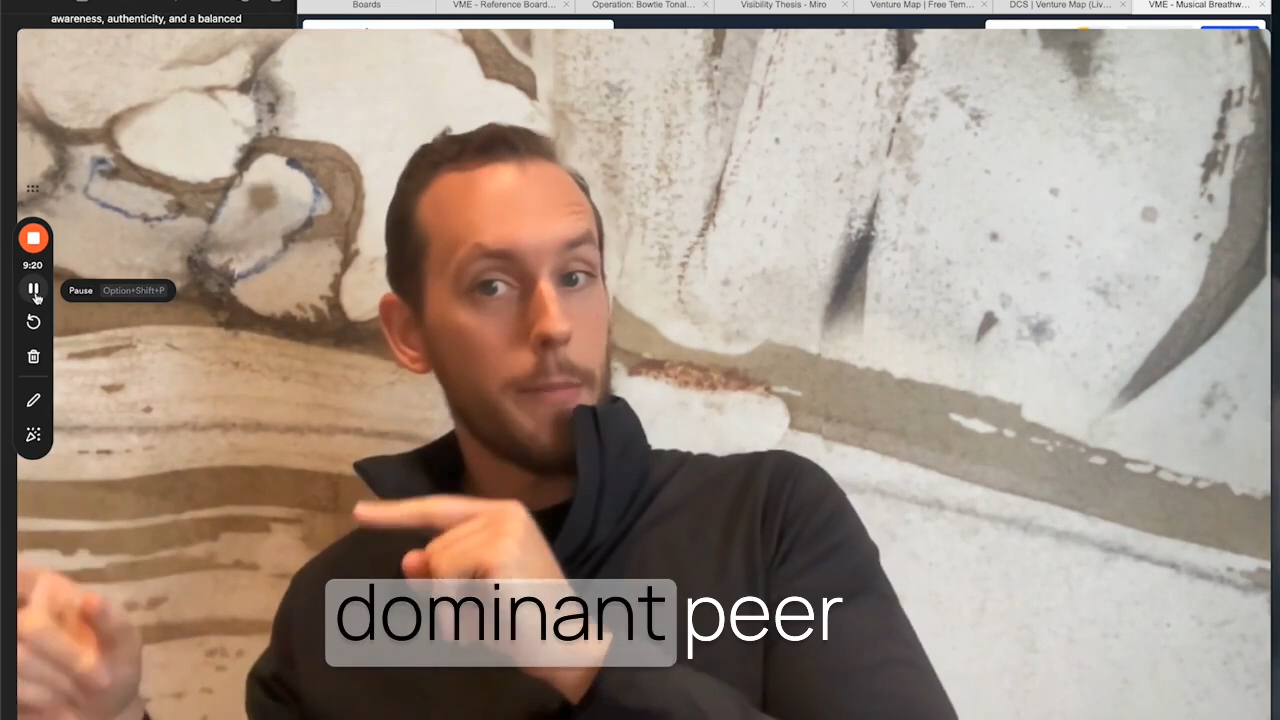 Boards
VME - Reference Board...
Operation: Bowtie Tonal...
Visibility Thesis - Miro
Venture Map | Free Tem...
DCS | Venture Map (Liv...
VME - Musical Breathw...
awareness, authenticity, and a balanced
9:20
Pause Option+Shift+P
dominant peer